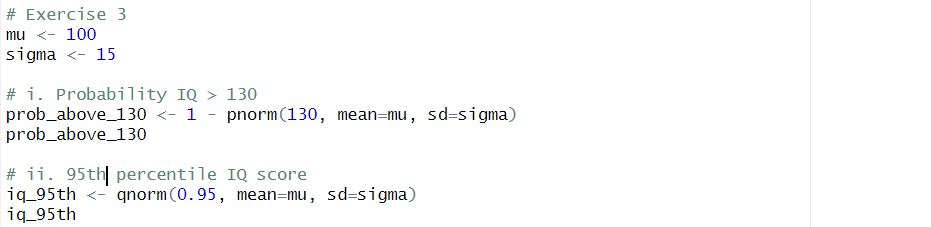 # Exercise 3
mu <- 100
sigma <- 15
# i. Probability IQ > 130
prob_above_130 <- 1 - pnorm(130, mean=mu, sd=sigma)
prob_above_130
# ii. 95th percentile IQ score
iq_95th <- qnorm(0.95, mean=mu, sd=sigma)
iq_95th